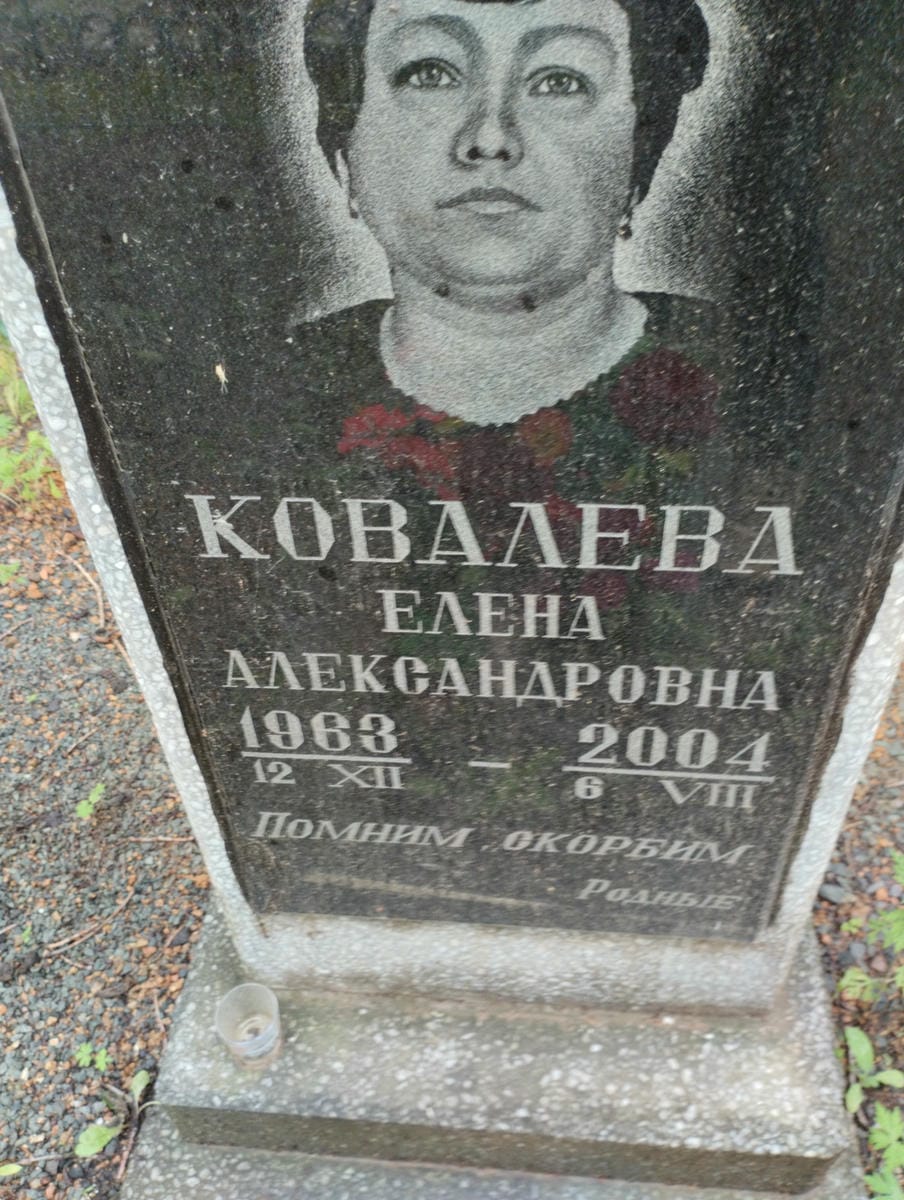 КОВАЛЕВА
ЕЛЕНА
АЛЕКСАНДРОВНА
1963 – 2004
12 XII 6 VIII
Помним, скорбим
Родные